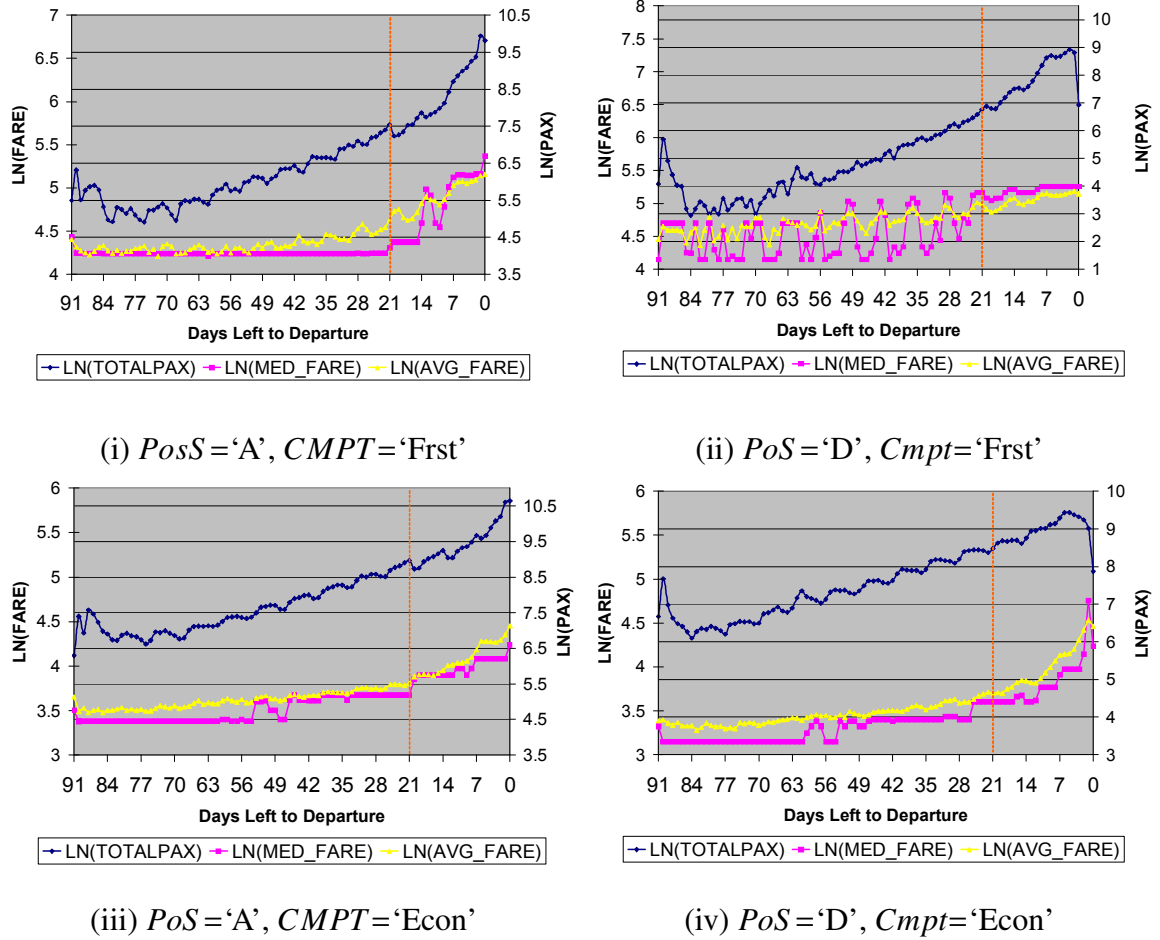 7 10.5
6.5 9.5
6 8.5
5.5 7.5
5 6.5
4.5 5.5
4 4.5
3.5
LN(FARE)
LN(PAX)
91 84 77 70 63 56 49 42 35 28 21 14 7 0
Days Left to Departure
LN(TOTALPAX) LN(MED_FARE) LN(AVG_FARE)
(i) PosS=‘A’, CMPT=‘Frst’
8 10
7.5 9
7 8
6.5 7
6 6
5.5 5
5 4
4.5 3
4 2
1
LN(FARE)
LN(PAX)
91 84 77 70 63 56 49 42 35 28 21 14 7 0
Days Left to Departure
LN(TOTALPAX) LN(MED_FARE) LN(AVG_FARE)
(ii) PoS=‘D’, Cmpt=‘Frst’
6 10.5
5.5 9.5
5 8.5
4.5 7.5
4 6.5
3.5 5.5
3 4.5
3.5
LN(FARE)
LN(PAX)
91 84 77 70 63 56 49 42 35 28 21 14 7 0
Days Left to Departure
LN(TOTALPAX) LN(MED_FARE) LN(AVG_FARE)
(iii) PoS=‘A’, CMPT=‘Econ’
6 10
5.5 9
5 8
4.5 7
4 6
3.5 5
3 4
3
LN(FARE)
LN(PAX)
91 84 77 70 63 56 49 42 35 28 21 14 7 0
Days Left to Departure
LN(TOTALPAX) LN(MED_FARE) LN(AVG_FARE)
(iv) PoS=‘D’, Cmpt=‘Econ’